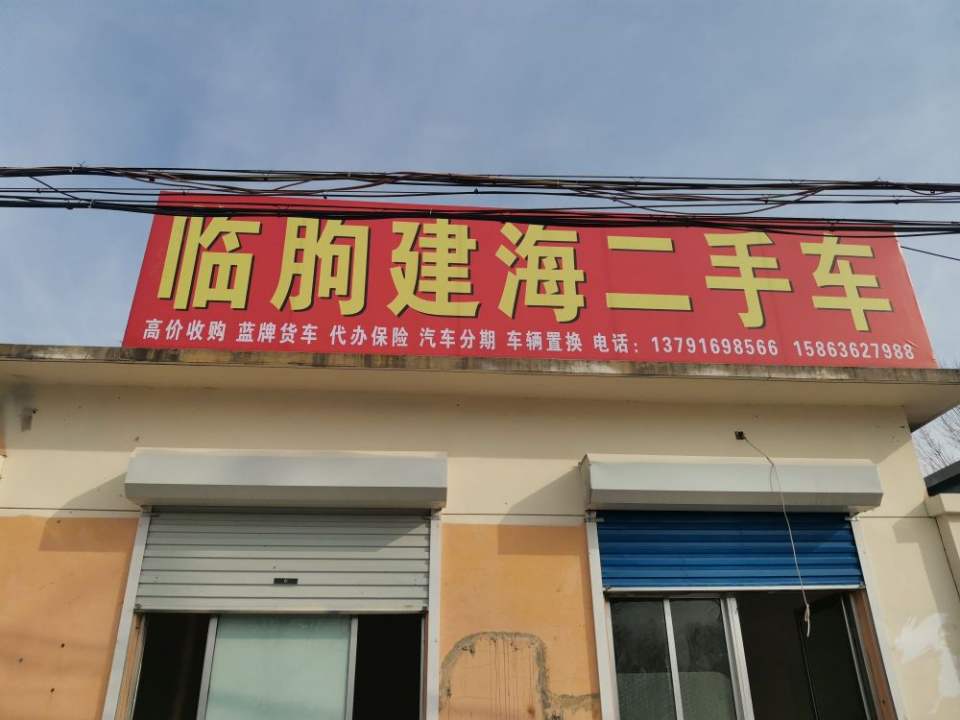 临朐建海二手车
高价收购 蓝牌货车 代办保险 汽车分期 车辆置换 电话：13791698566 15863627988